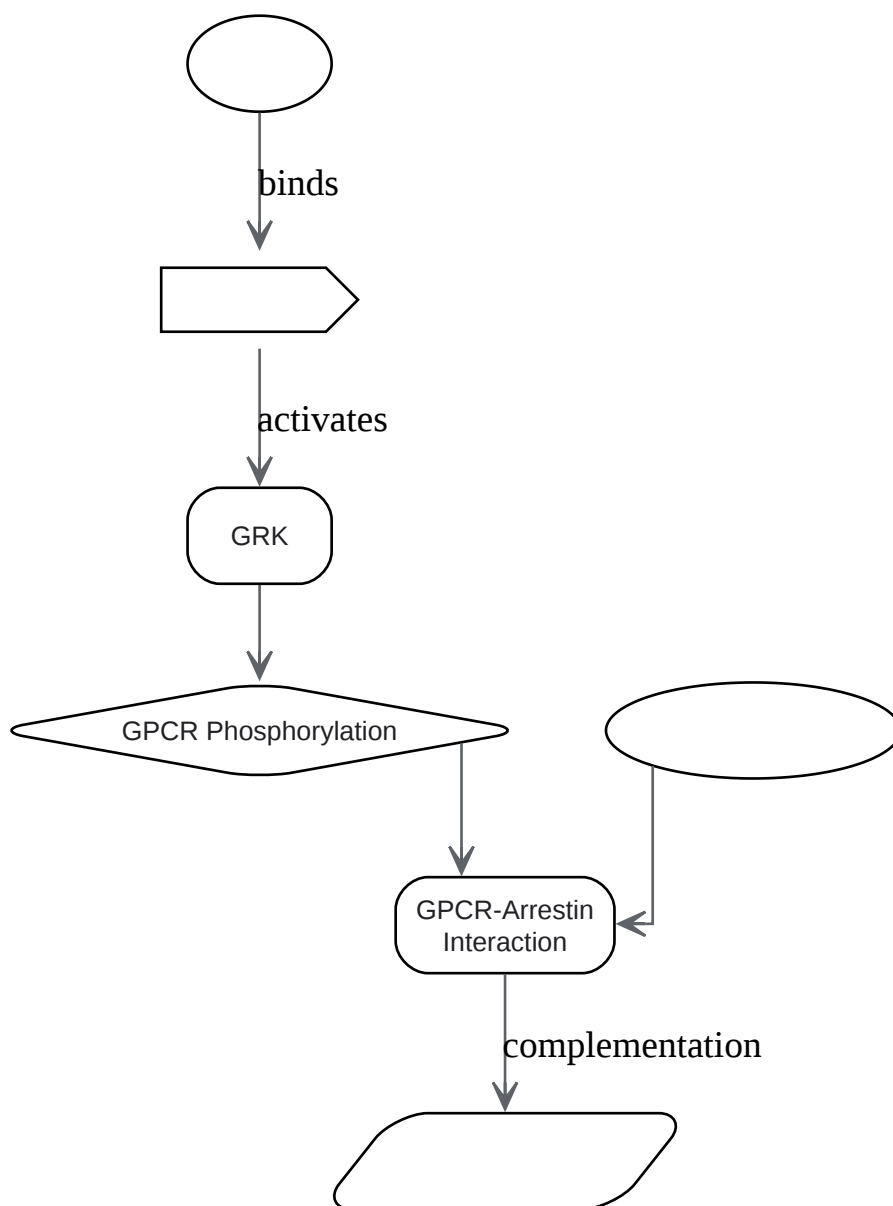 binds
activates
GRK
GPCR Phosphorylation
GPCR-Arrestin
Interaction
complementation